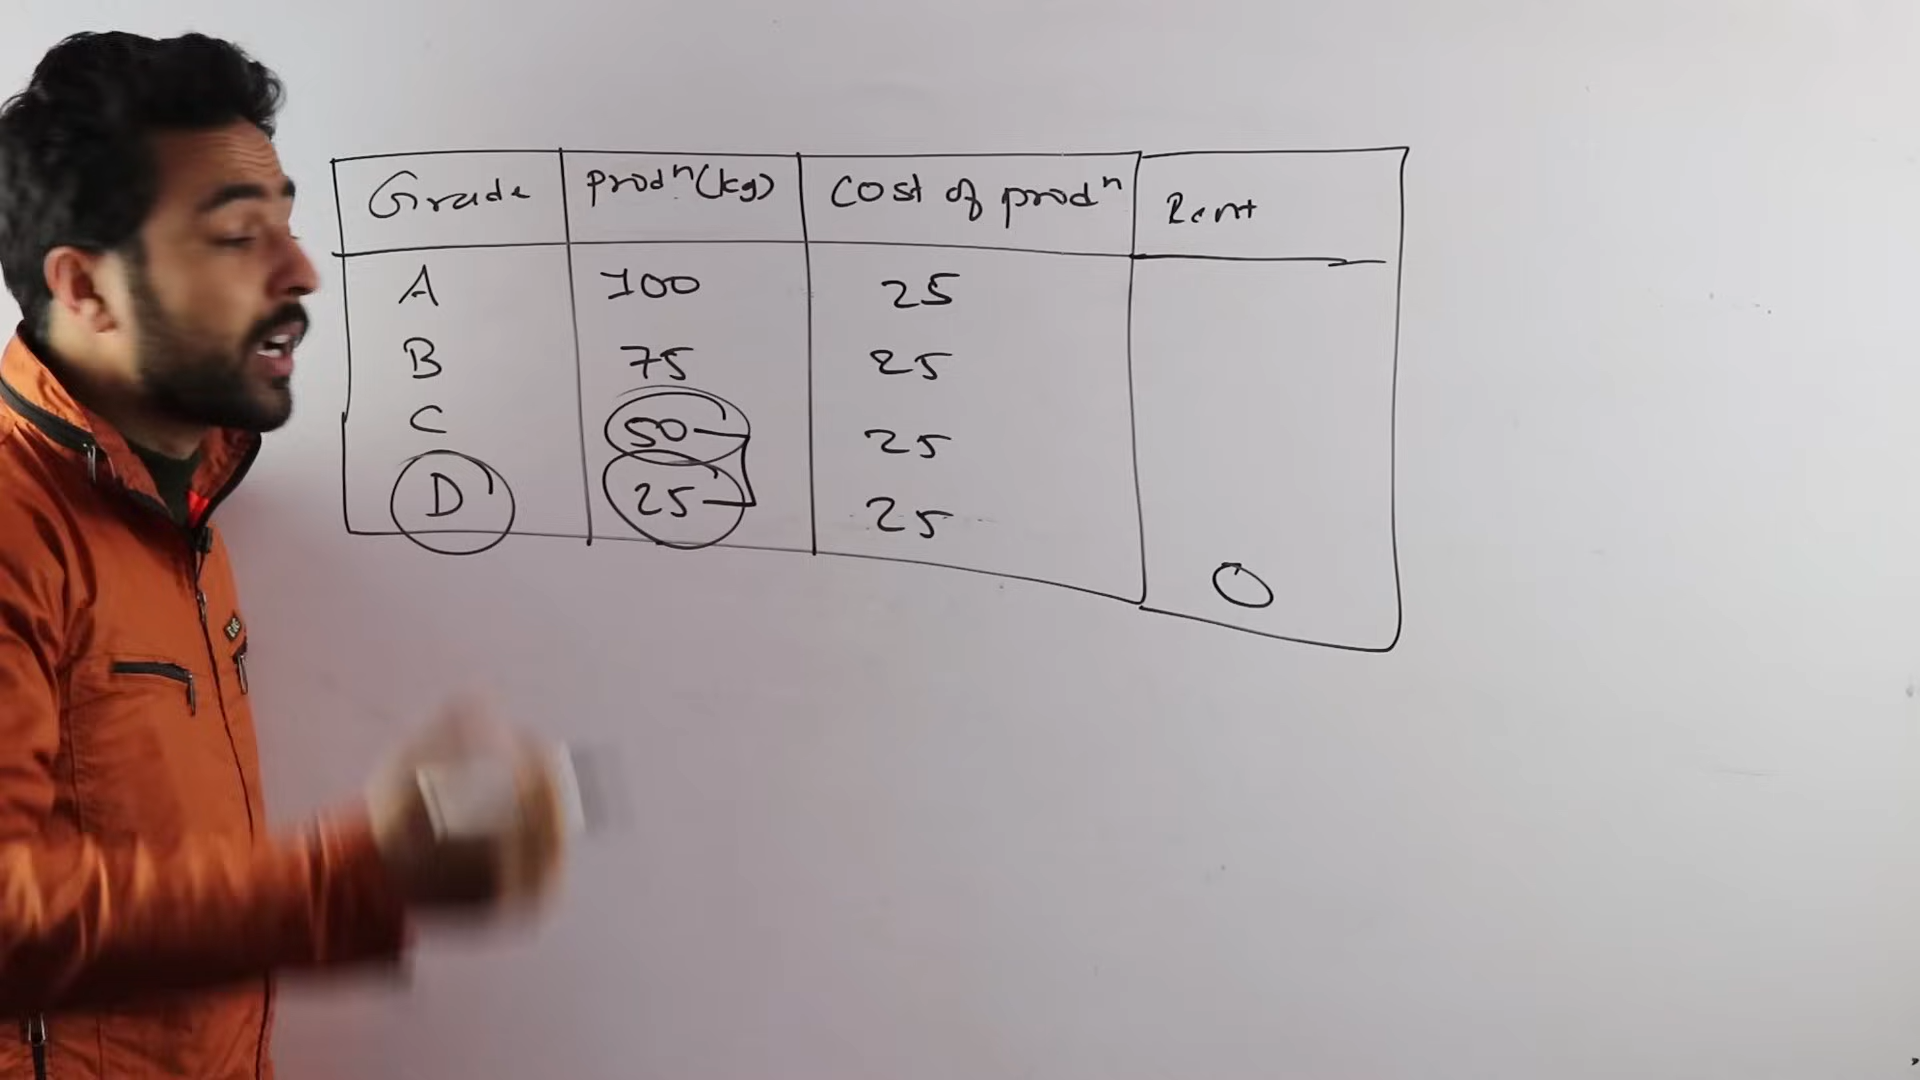 Grade prodⁿ(kg) Cost of prodⁿ Rent
A 100 25
B 75 25
C 50 25
D 25 25
0